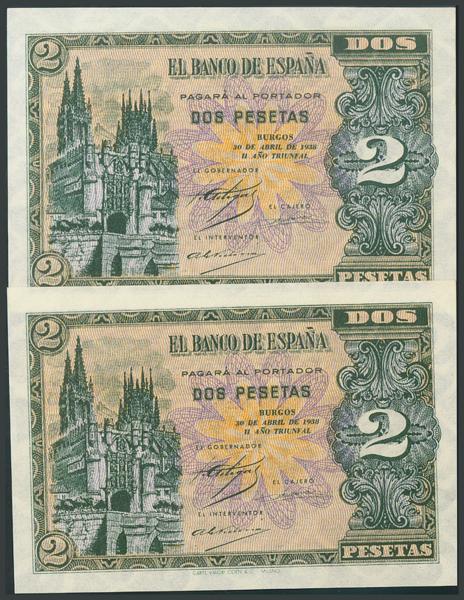 2
DOS
EL BANCO DE ESPAÑA
PAGARÁ AL PORTADOR
DOS PESETAS
BURGOS
30 DE ABRIL DE 1938
II AÑO TRIUNFAL
EL GOBERNADOR
2
EL CAJERO
EL INTERVENTOR
2
PESETAS
2
DOS
EL BANCO DE ESPAÑA
PAGARÁ AL PORTADOR
DOS PESETAS
BURGOS
30 DE ABRIL DE 1938
II AÑO TRIUNFAL
EL GOBERNADOR
2
EL CAJERO
EL INTERVENTOR
2
PESETAS